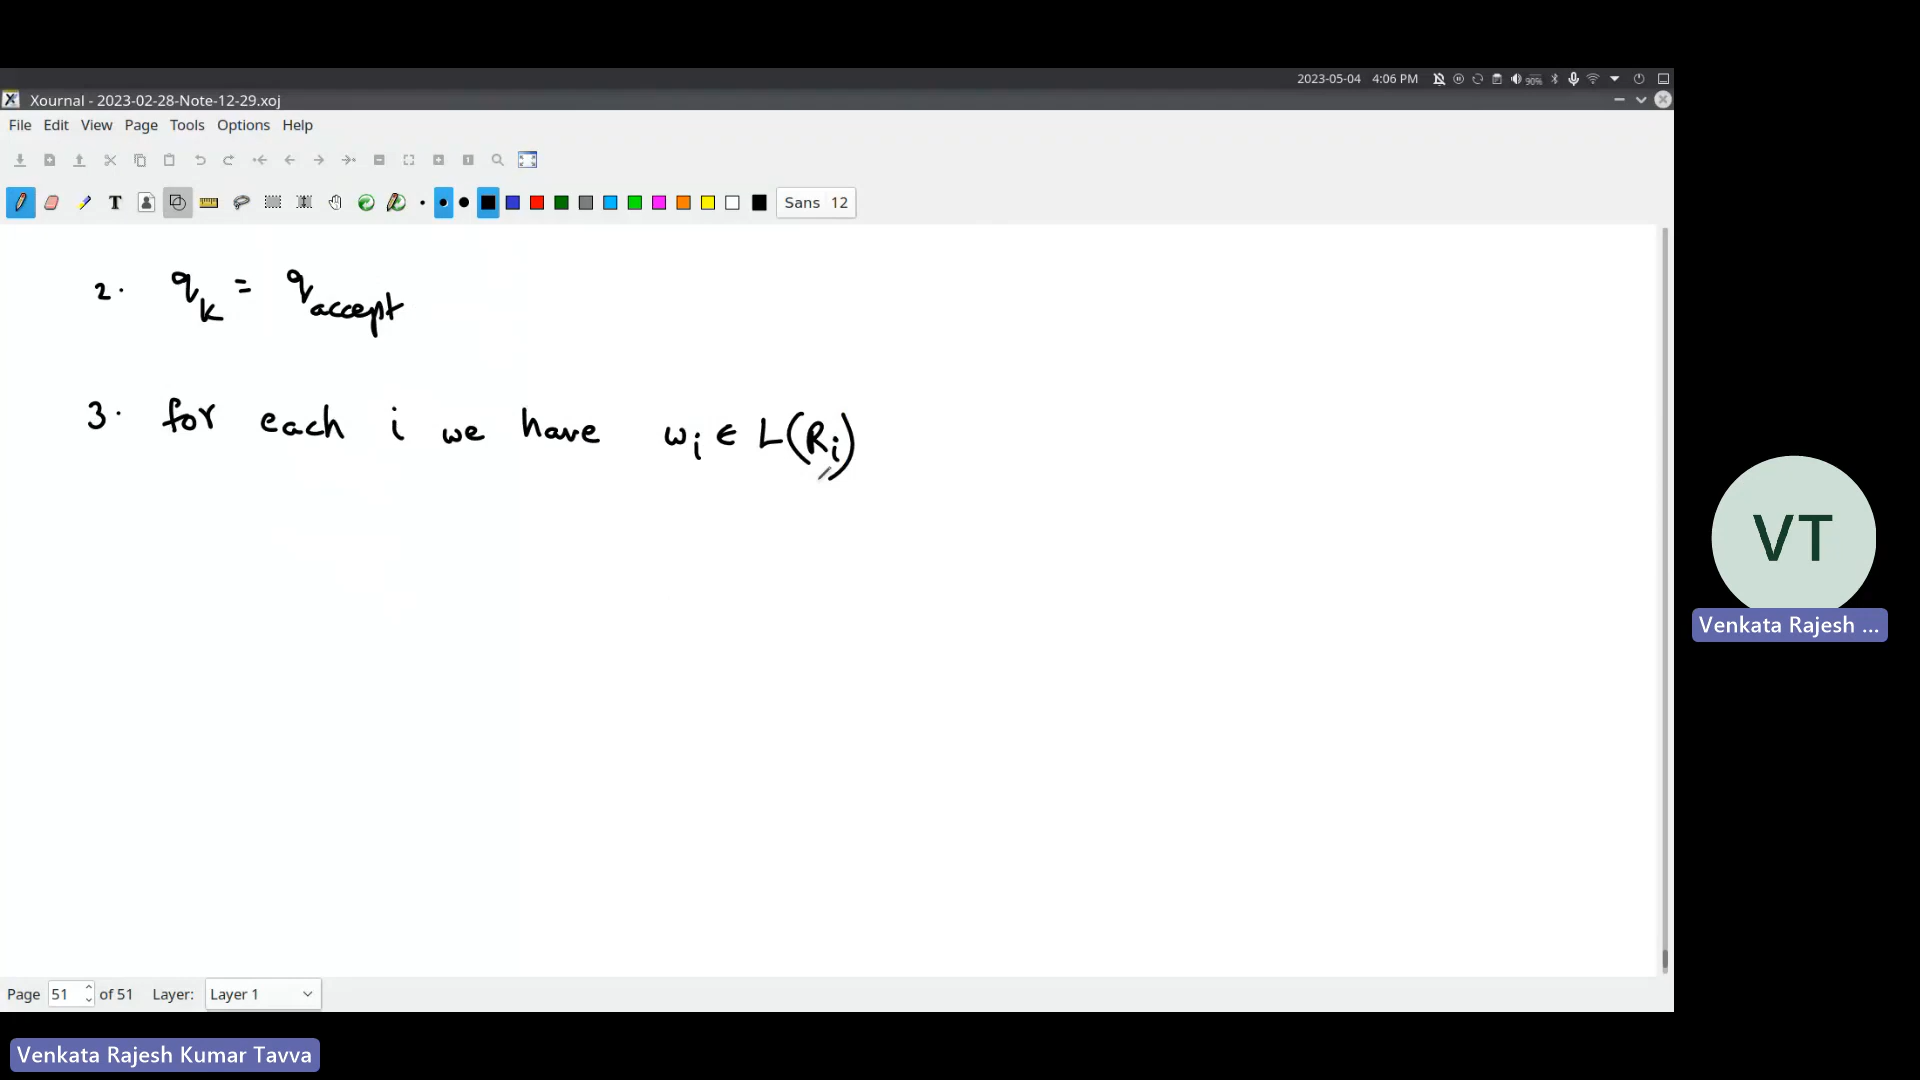 2023-05-04 4:06 PM 90%
Xournal - 2023-02-28-Note-12-29.xoj
File Edit View Page Tools Options Help
T Sans 12
2. q_k = q_accept
3. for each i we have w_i ∈ L(R_i)
VT
Venkata Rajesh ...
Page 51 of 51 Layer: Layer 1
Venkata Rajesh Kumar Tavva